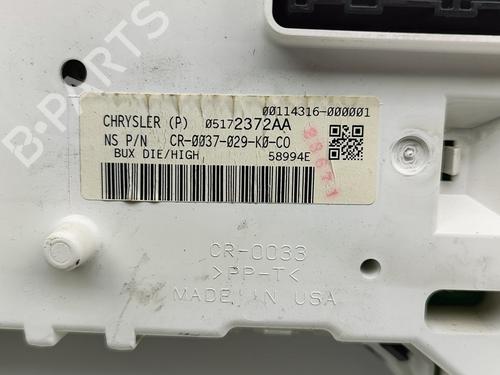 B-PARTS
00114316-000001
CHRYSLER (P) 05172372AA
NS P/N CR-0037-029-K0-C0
BUX DIE/HIGH 58994E
CR-0033
>PP-T<
MADE IN USA